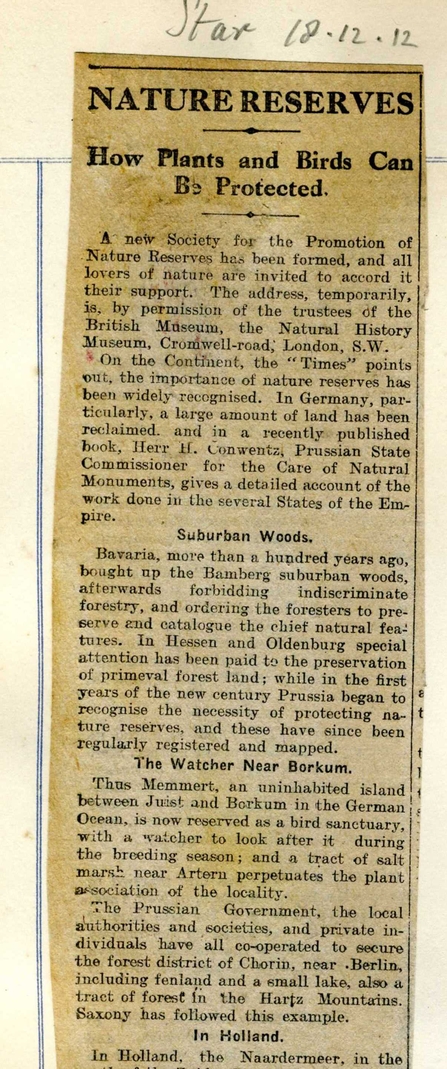 Star 18.12.12
NATURE RESERVES
How Plants and Birds Can
Be Protected.
A new Society for the Promotion of
Nature Reserves has been formed, and all
lovers of nature are invited to accord it
their support. The address, temporarily,
is, by permission of the trustees of the
British Museum, the Natural History
Museum, Cromwell-road, London, S.W.
On the Continent, the "Times" points
out, the importance of nature reserves has
been widely recognised. In Germany, par-
ticularly, a large amount of land has been
reclaimed. and in a recently published
book, Herr H. Conwentz, Prussian State
Commissioner for the Care of Natural
Monuments, gives a detailed account of the
work done in the several States of the Em-
pire.
Suburban Woods.
Bavaria, more than a hundred years ago,
bought up the Bamberg suburban woods,
afterwards forbidding indiscriminate
forestry, and ordering the foresters to pre-
serve and catalogue the chief natural fea-
tures. In Hessen and Oldenburg special
attention has been paid to the preservation
of primeval forest land; while in the first
years of the new century Prussia began to
recognise the necessity of protecting na-
ture reserves, and these have since been
regularly registered and mapped.
The Watcher Near Borkum.
Thus Memmert, an uninhabited island
between Juist and Borkum in the German
Ocean, is now reserved as a bird sanctuary,
with a watcher to look after it during
the breeding season; and a tract of salt
marsh near Artern perpetuates the plant
association of the locality.
The Prussian Government, the local
authorities and societies, and private in-
dividuals have all co-operated to secure
the forest district of Chorin, near Berlin,
including fenland and a small lake, also a
tract of forest in the Hartz Mountains.
Saxony has followed this example.
In Holland.
In Holland, the Naardermeer, in the